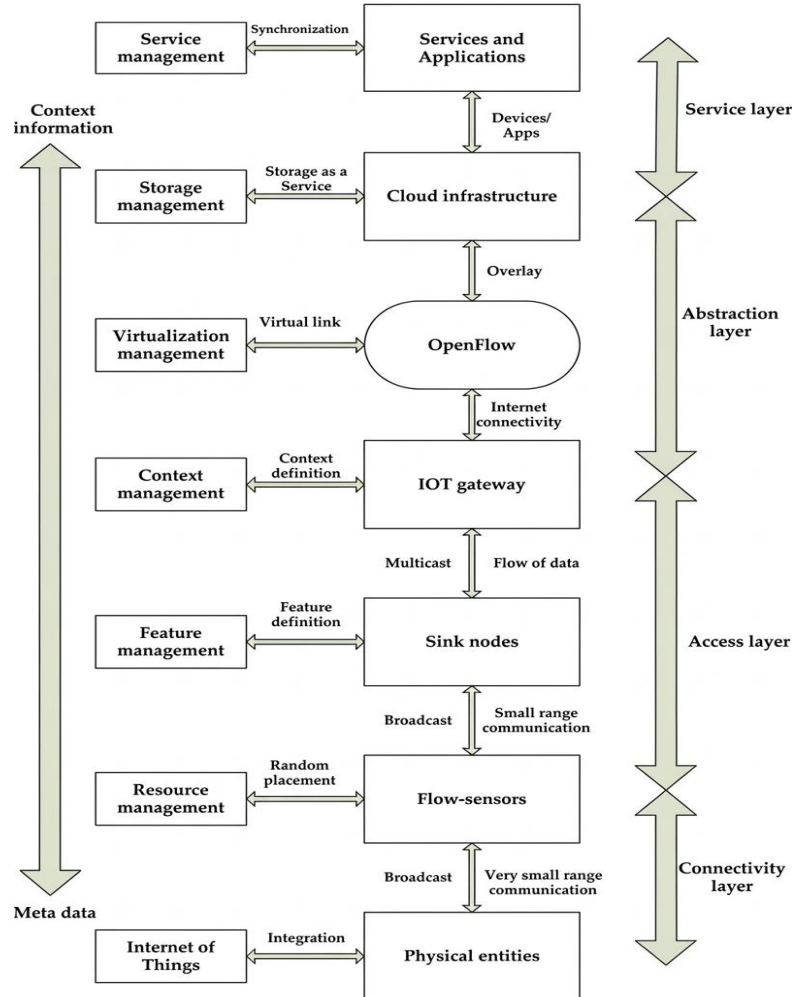 Service
management
Synchronization
Services and
Applications
Context
information
Devices/
Apps
Service layer
Storage
management
Storage as a
Service
Cloud infrastructure
Overlay
Virtualization
management
Virtual link
OpenFlow
Abstraction
layer
Internet
connectivity
Context
management
Context
definition
IOT gateway
Multicast
Flow of data
Feature
management
Feature
definition
Sink nodes
Access layer
Broadcast
Small range
communication
Resource
management
Random
placement
Flow-sensors
Broadcast
Very small range
communication
Connectivity
layer
Meta data
Internet of
Things
Integration
Physical entities